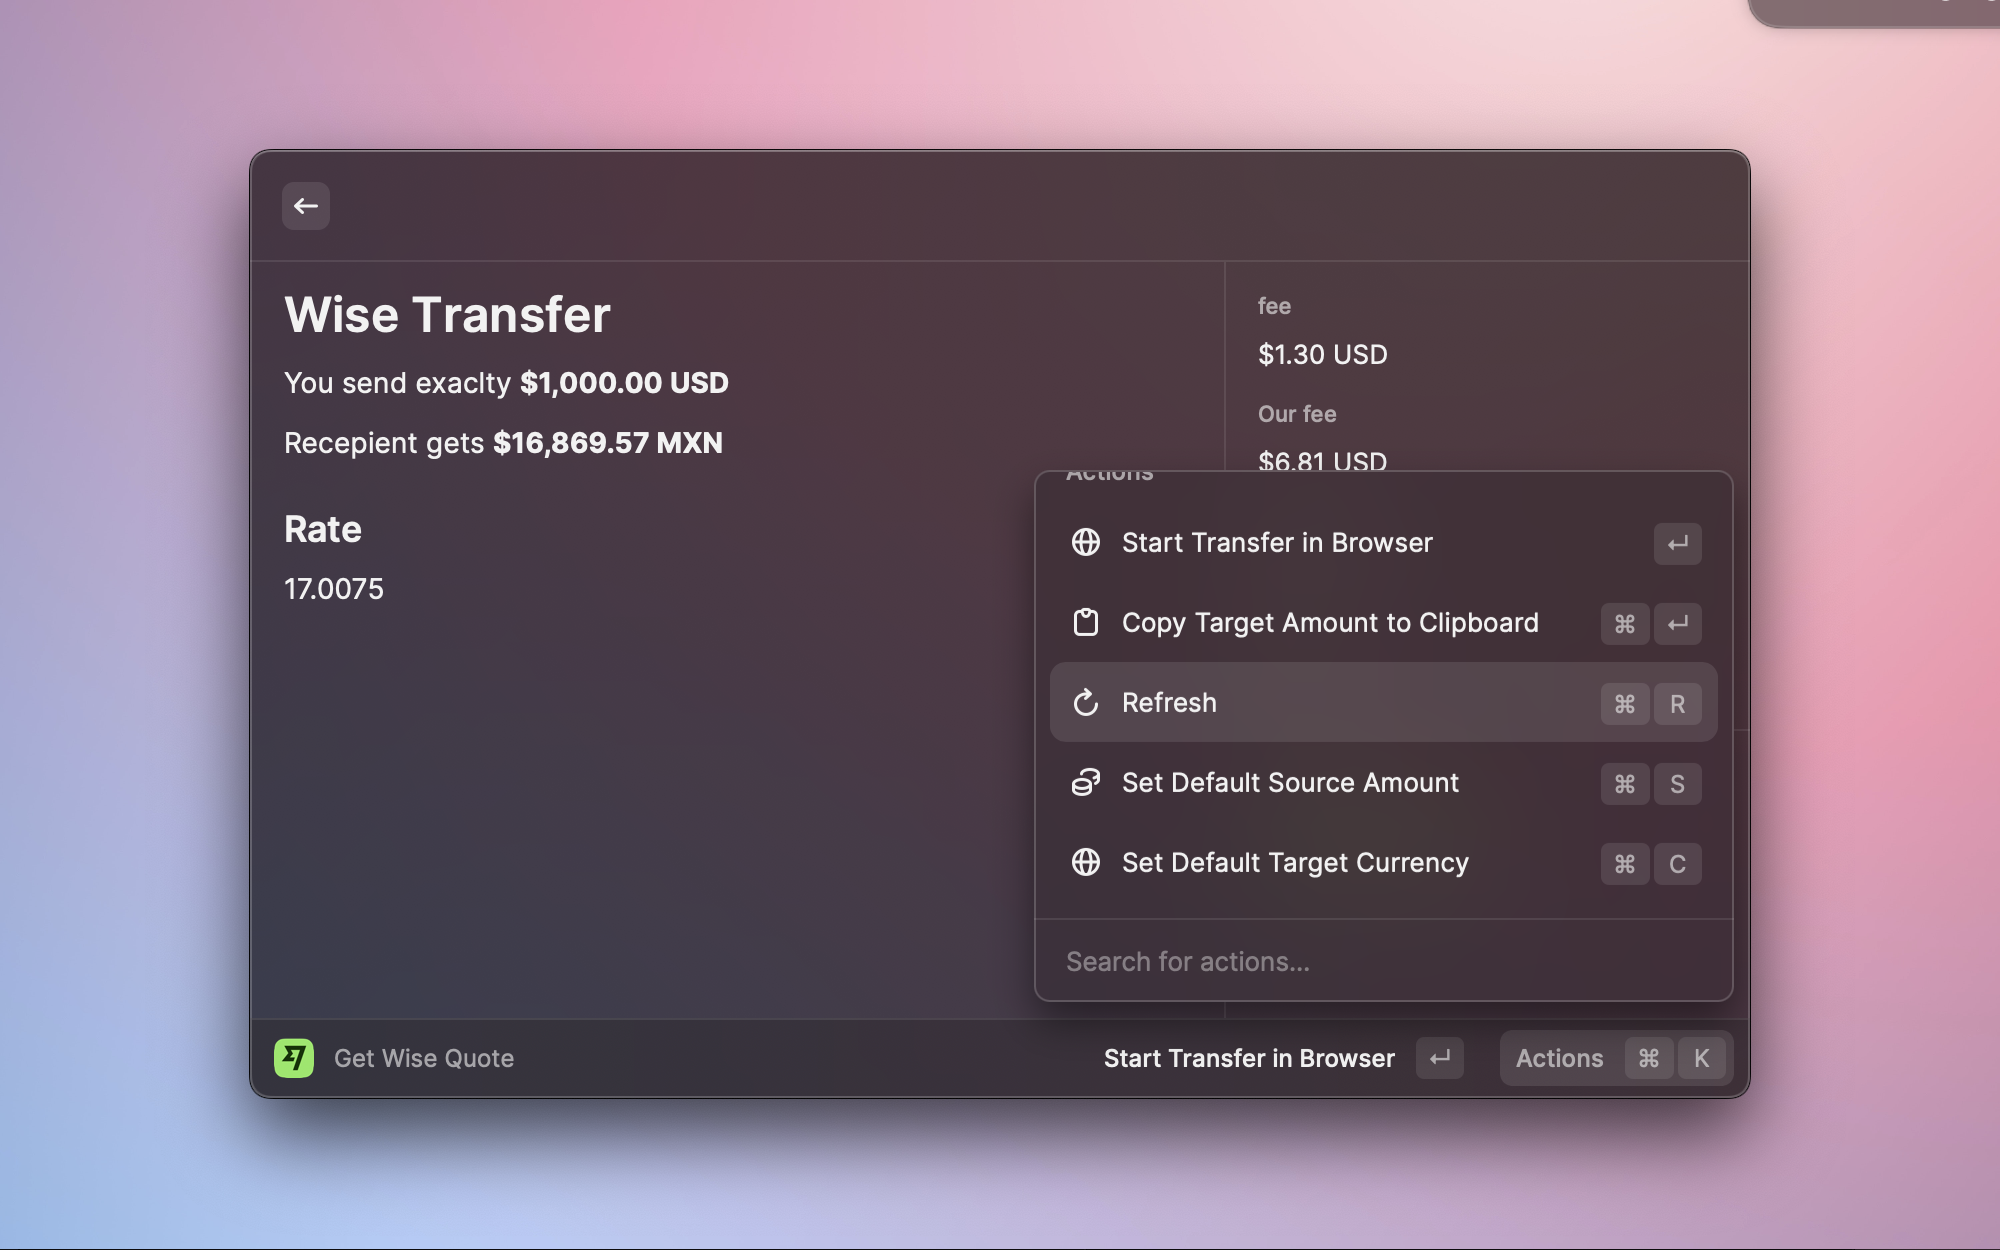 Wise Transfer
You send exaclty $1,000.00 USD
Recepient gets $16,869.57 MXN
Rate
17.0075
fee
$1.30 USD
Our fee
$6.81 USD
Actions
Start Transfer in Browser ↵
Copy Target Amount to Clipboard ⌘ ↵
Refresh ⌘ R
Set Default Source Amount ⌘ S
Set Default Target Currency ⌘ C
Search for actions...
Get Wise Quote
Start Transfer in Browser ↵
Actions ⌘ K